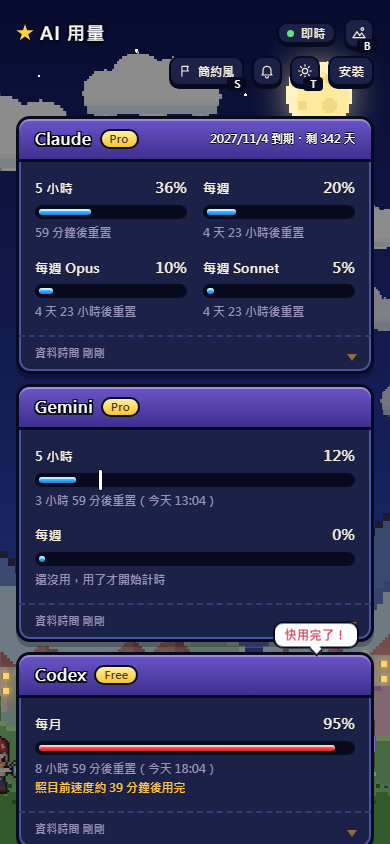 AI 用量
即時
B
簡約風
S
T
安裝
Claude Pro 2027/11/4 到期・剩 342 天
5 小時 36% 每週 20%
59 分鐘後重置 4 天 23 小時後重置
每週 Opus 10% 每週 Sonnet 5%
4 天 23 小時後重置 4 天 23 小時後重置
資料時間 剛剛
Gemini Pro
5 小時 12%
3 小時 59 分後重置 ( 今天 13:04 )
每週 0%
還沒用，用了才開始計時
資料時間 剛剛
快用完了！
Codex Free
每月 95%
8 小時 59 分後重置 ( 今天 18:04 )
照目前速度約 39 分鐘後用完
資料時間 剛剛